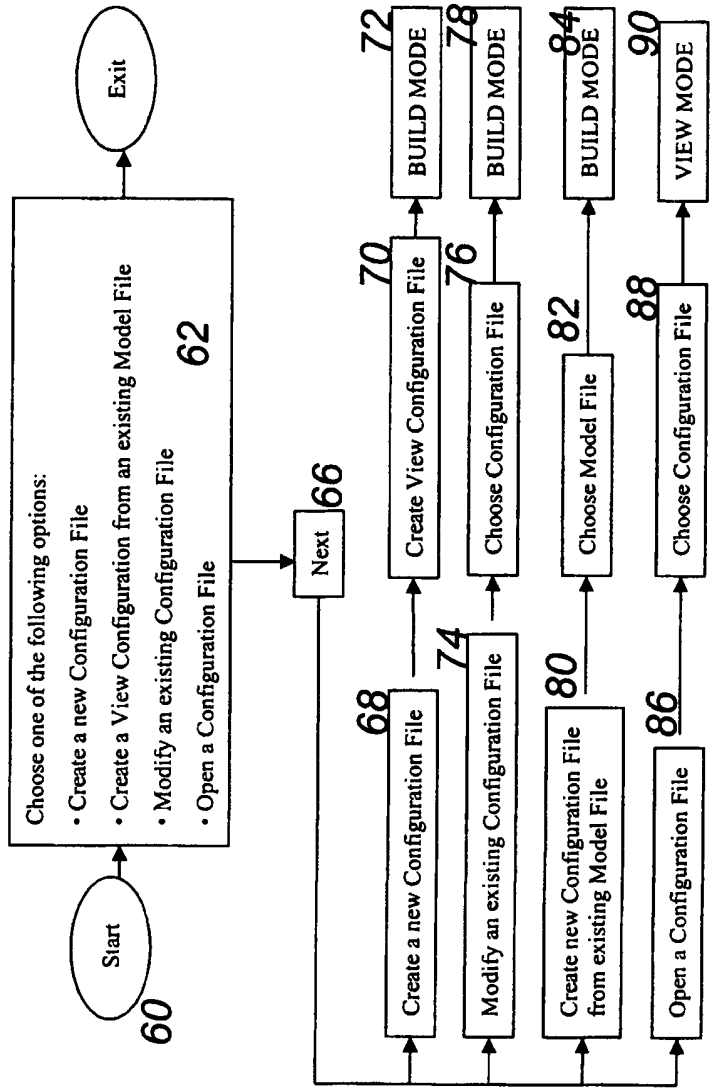 Start
60
Choose one of the following options:
• Create a new Configuration File
• Create a View Configuration from an existing Model File
• Modify an existing Configuration File
• Open a Configuration File
62
Exit
Next
66
Create a new Configuration File
68
Create View Configuration File
70
BUILD MODE
72
Modify an existing Configuration File
74
Choose Configuration File
76
BUILD MODE
78
Create new Configuration File
from existing Model File
80
Choose Model File
82
BUILD MODE
84
Open a Configuration File
86
Choose Configuration File
88
VIEW MODE
90